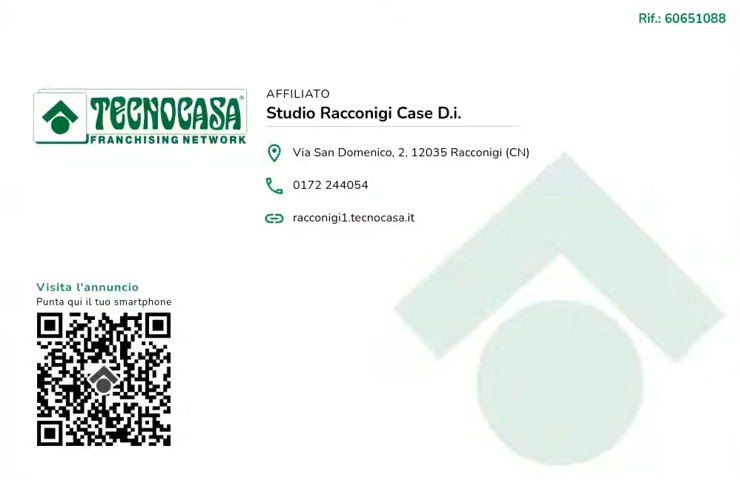 Rif.: 60651088
TECNOCASA®
FRANCHISING NETWORK
AFFILIATO
Studio Racconigi Case D.i.
Via San Domenico, 2, 12035 Racconigi (CN)
0172 244054
racconigi1.tecnocasa.it
Visita l'annuncio
Punta qui il tuo smartphone